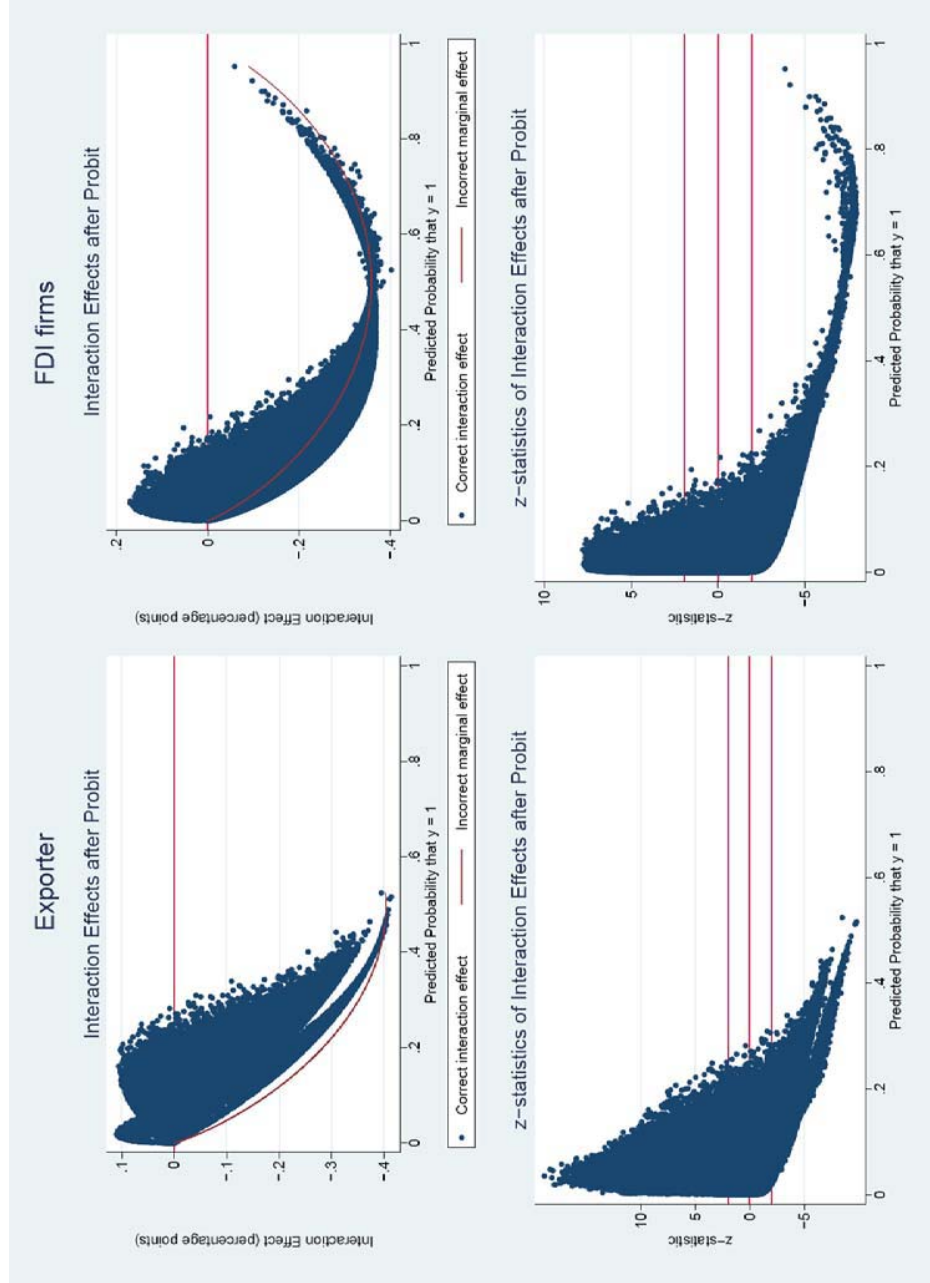 Exporter
Interaction Effects after Probit
Interaction Effect (percentage points)
.1
0
-.1
-.2
-.3
-.4
0
.2
.4
.6
.8
1
Predicted Probability that y = 1
Correct interaction effect
Incorrect marginal effect
FDI firms
Interaction Effects after Probit
Interaction Effect (percentage points)
.2
0
-.2
-.4
0
.2
.4
.6
.8
1
Predicted Probability that y = 1
Correct interaction effect
Incorrect marginal effect
z-statistics of Interaction Effects after Probit
z-statistic
10
5
0
-5
0
.2
.4
.6
.8
1
Predicted Probability that y = 1
z-statistics of Interaction Effects after Probit
z-statistic
10
5
0
-5
0
.2
.4
.6
.8
1
Predicted Probability that y = 1